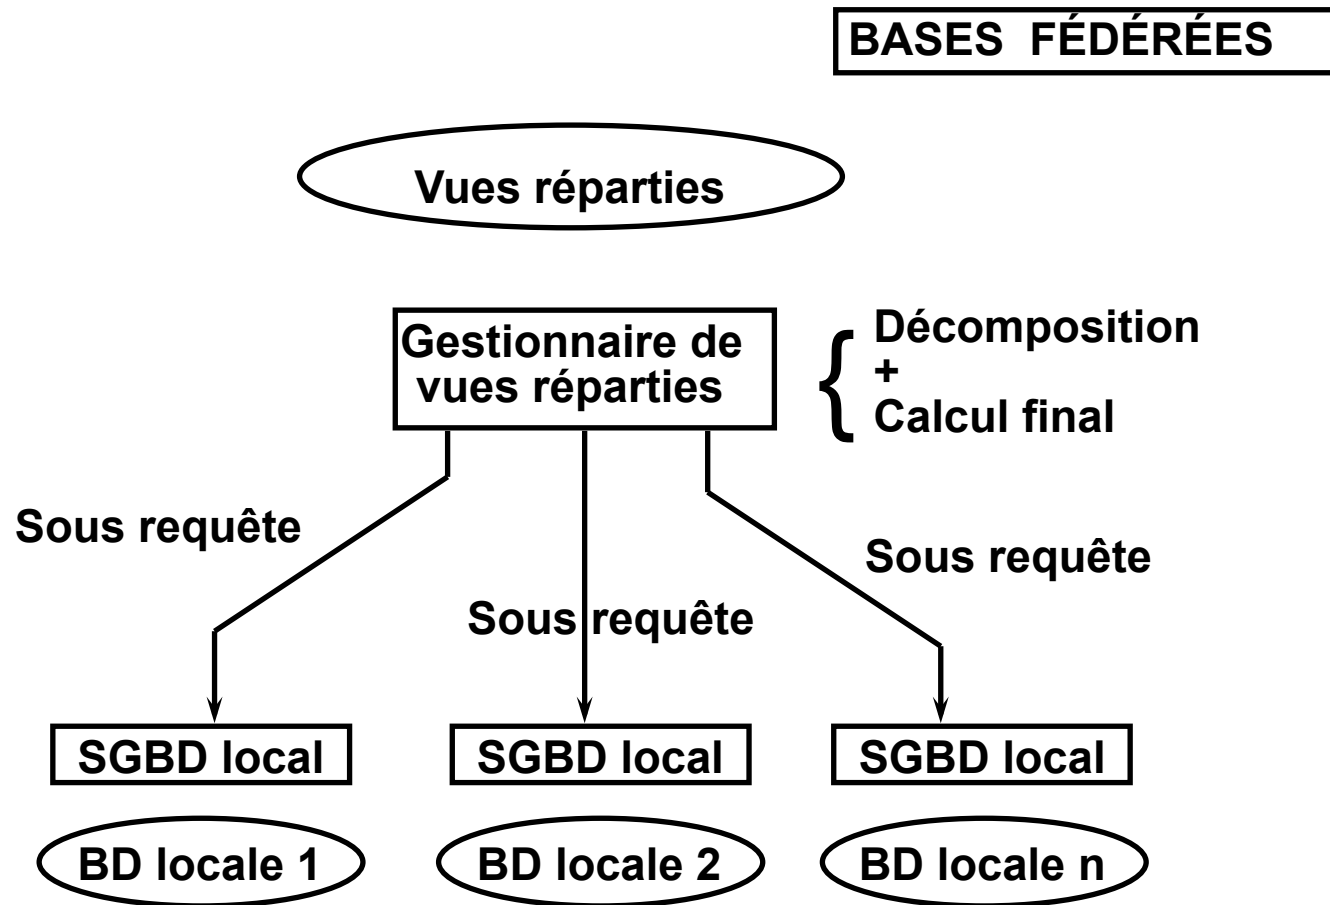 BASES FÉDÉRÉES
Vues réparties
Gestionnaire de
vues réparties
{ Décomposition
+
Calcul final
Sous requête
Sous requête
Sous requête
SGBD local
SGBD local
SGBD local
BD locale 1
BD locale 2
BD locale n